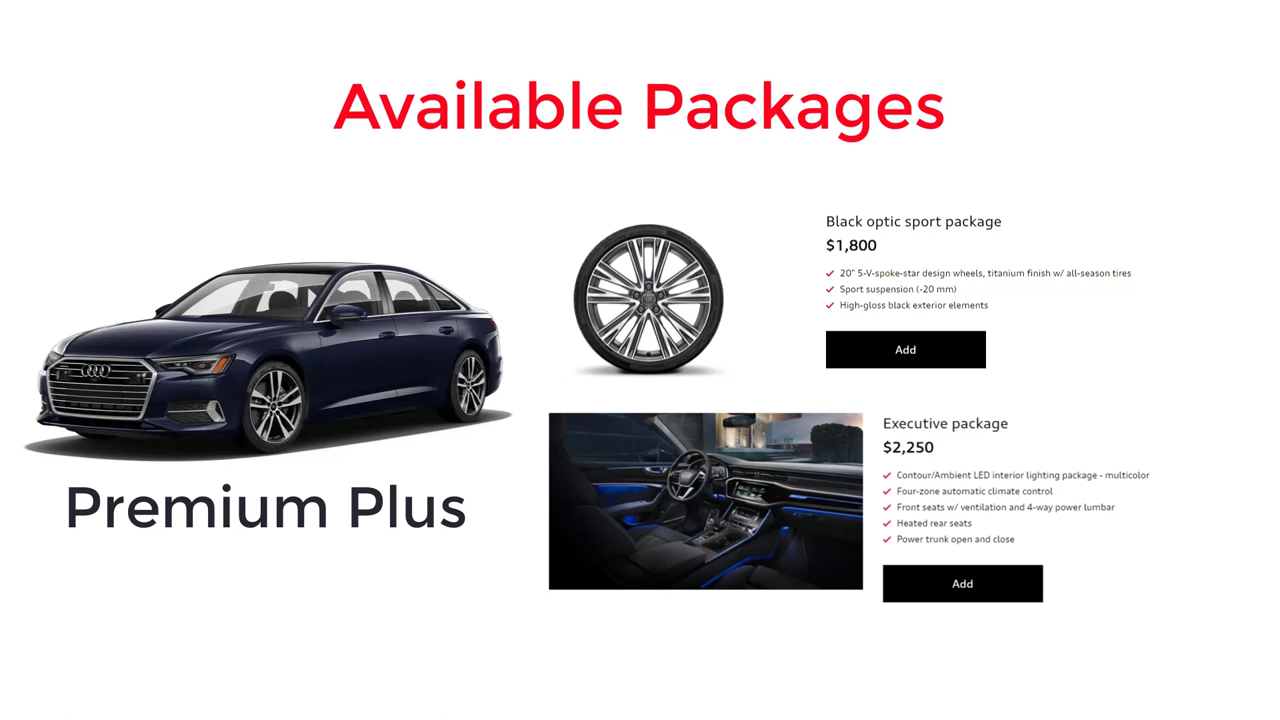 Available Packages
Black optic sport package
$1,800
20" 5-V-spoke-star design wheels, titanium finish w/ all-season tires
Sport suspension (-20 mm)
High-gloss black exterior elements
Add
Executive package
$2,250
Contour/Ambient LED interior lighting package - multicolor
Four-zone automatic climate control
Front seats w/ ventilation and 4-way power lumbar
Heated rear seats
Power trunk open and close
Add
Premium Plus